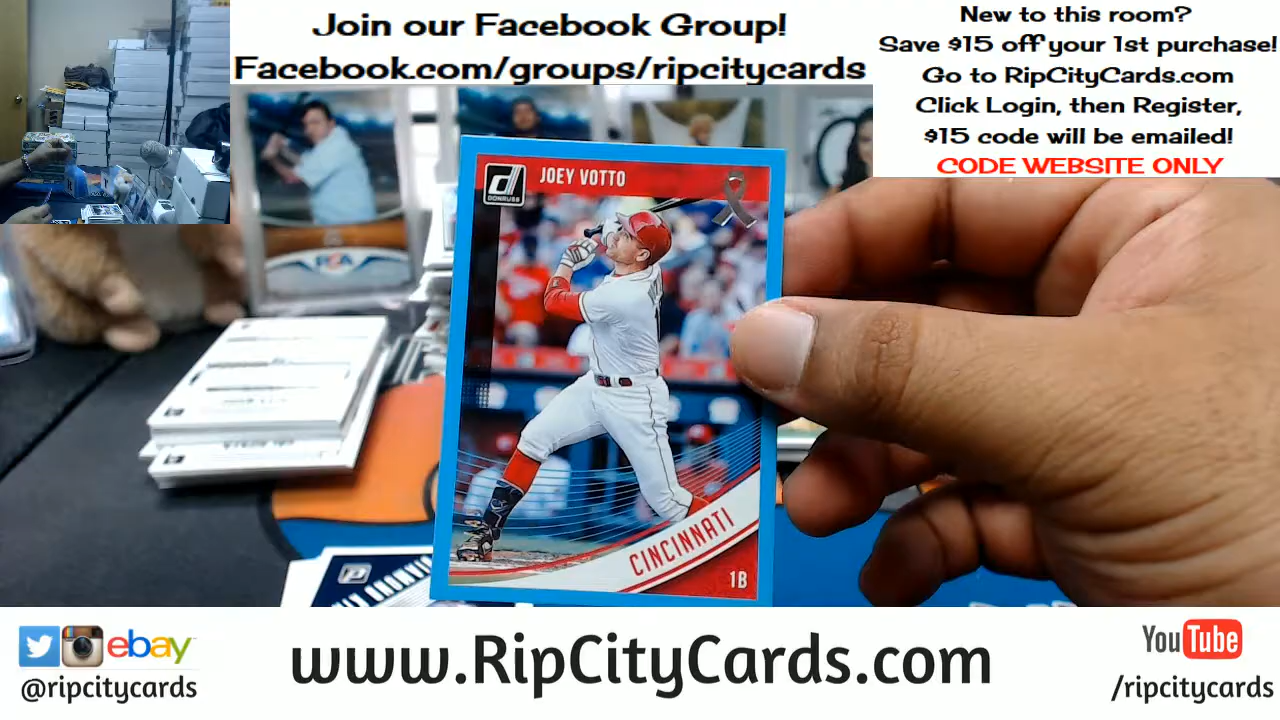 Join our Facebook Group!
Facebook.com/groups/ripcitycards
New to this room?
Save $15 off your 1st purchase!
Go to RipCityCards.com
Click Login, then Register,
$15 code will be emailed!
CODE WEBSITE ONLY
d
DONRUSS
JOEY VOTTO
CINCINNATI
1B
ebay
@ripcitycards
www.RipCityCards.com
YouTube
/ripcitycards